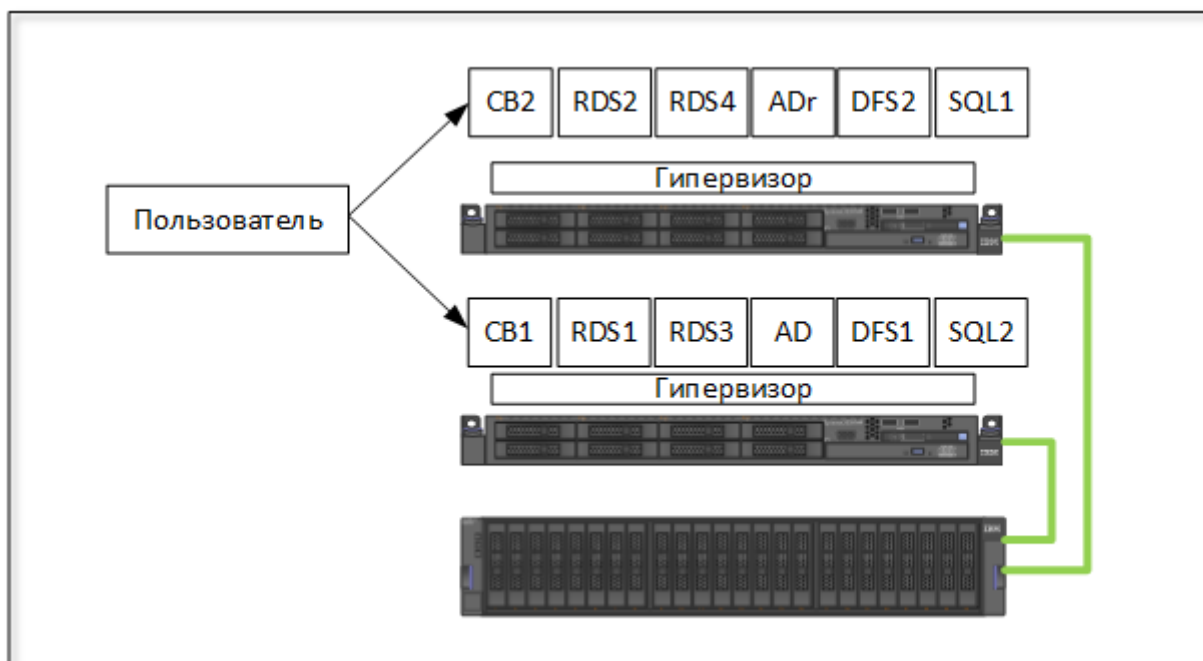 CB2 RDS2 RDS4 ADr DFS2 SQL1
Гипервизор
Пользователь
CB1 RDS1 RDS3 AD DFS1 SQL2
Гипервизор